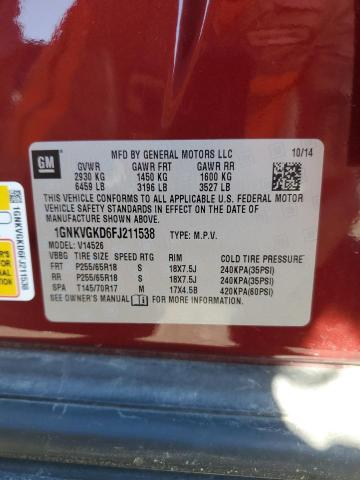 GM
MFD BY GENERAL MOTORS LLC 10/14
GVWR GAWR FRT GAWR RR
2930 KG 1450 KG 1600 KG
6459 LB 3196 LB 3527 LB
THIS VEHICLE CONFORMS TO ALL APPLICABLE U.S. FEDERAL MOTOR
VEHICLE SAFETY STANDARDS IN EFFECT ON THE DATE OF
MANUFACTURE SHOWN ABOVE.
1GNKVGKD6FJ211538 TYPE: M.P.V.
MODEL: V14526
VBBG TIRE SIZE SPEED RTG RIM COLD TIRE PRESSURE
FRT P255/65R18 S 18X7.5J 240KPA(35PSI)
RR P255/65R18 S 18X7.5J 240KPA(35PSI)
SPA T145/70R17 M 17X4.5B 420KPA(60PSI)
SEE OWNER'S MANUAL FOR MORE INFORMATION.
1GNKVGKD6FJ211538